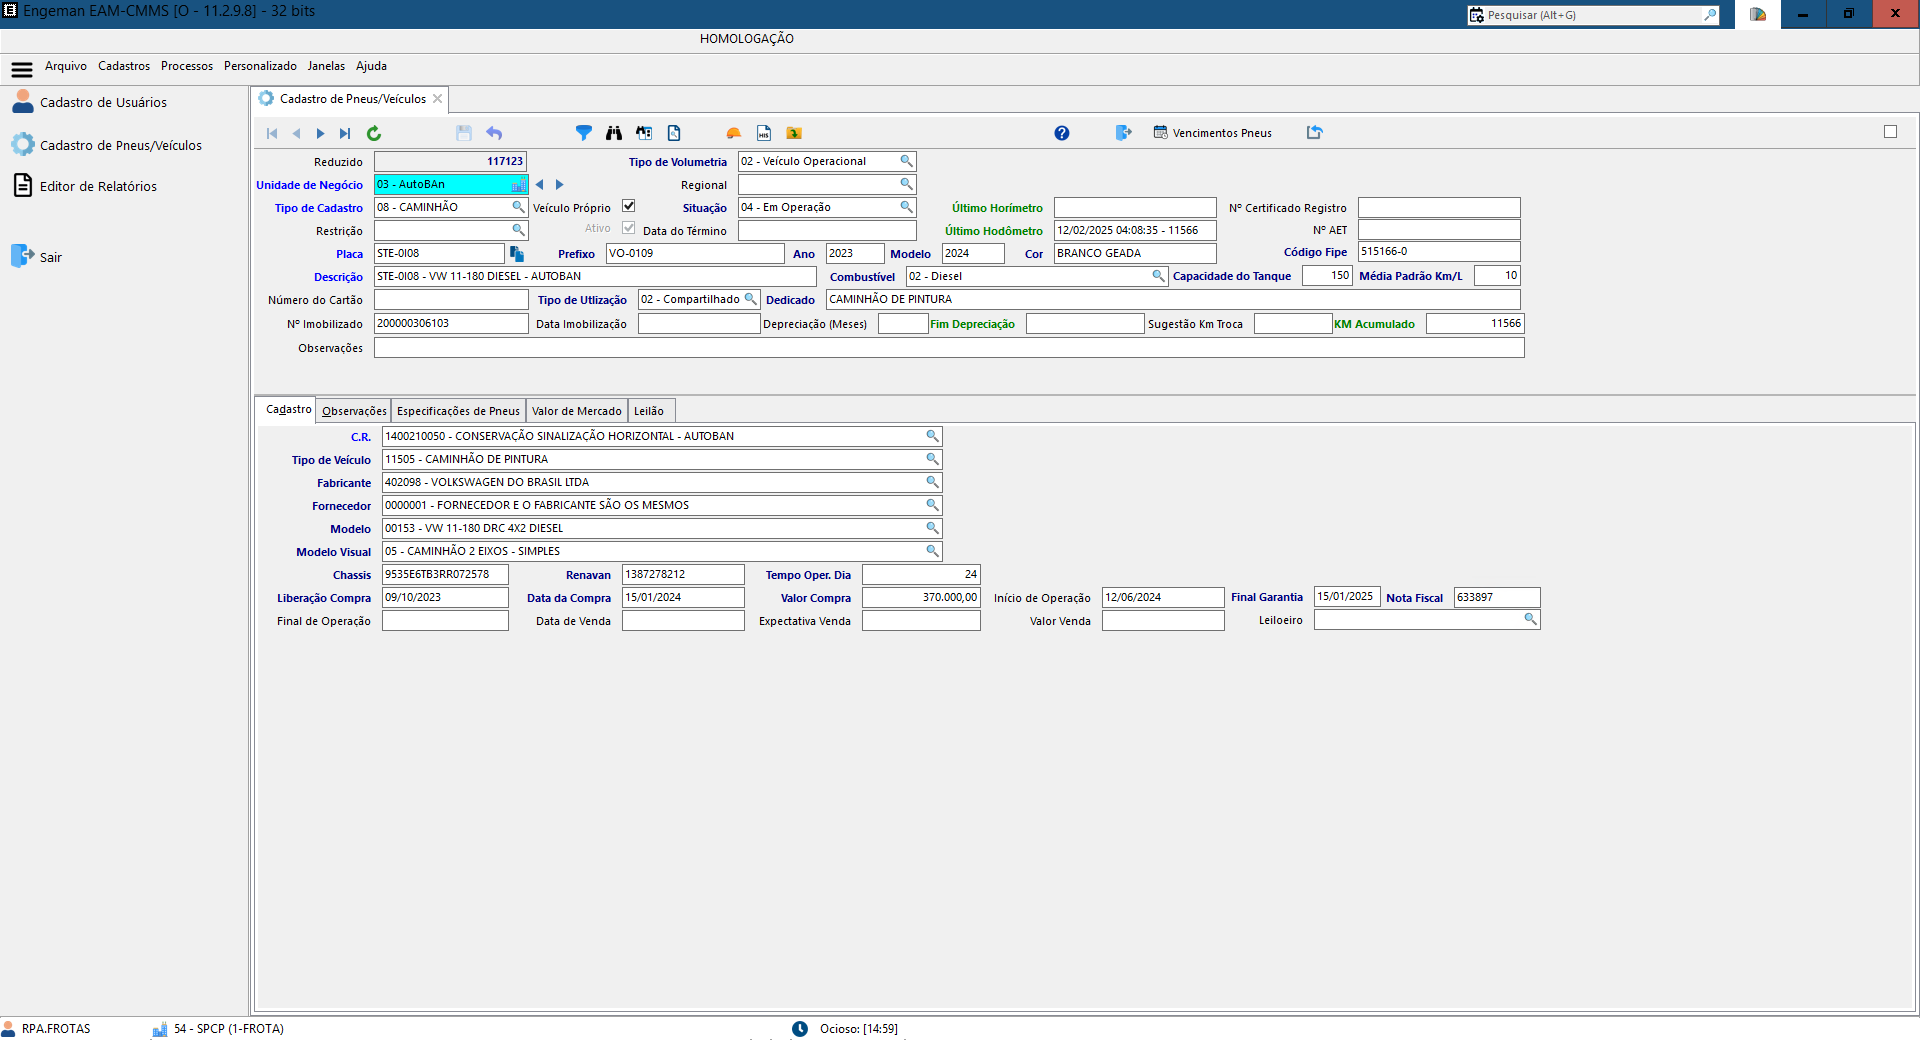 Engeman EAM-CMMS [O - 11.2.9.8] - 32 bits
Pesquisar (Alt+G)
HOMOLOGAÇÃO
Arquivo Cadastros Processos Personalizado Janelas Ajuda
Cadastro de Usuários
Cadastro de Pneus/Veículos
Editor de Relatórios
Sair
Cadastro de Pneus/Veículos
Vencimentos Pneus
Reduzido 117123 Tipo de Volumetria 02 - Veículo Operacional
Unidade de Negócio 03 - AutoBAn Regional
Tipo de Cadastro 08 - CAMINHÃO Veículo Próprio Situação 04 - Em Operação Último Horímetro Nº Certificado Registro
Restrição Ativo Data do Término Último Hodômetro 12/02/2025 04:08:35 - 11566 Nº AET
Placa STE-0I08 Prefixo VO-0109 Ano 2023 Modelo 2024 Cor BRANCO GEADA Código Fipe 515166-0
Descrição STE-0I08 - VW 11-180 DIESEL - AUTOBAN Combustível 02 - Diesel Capacidade do Tanque 150 Média Padrão Km/L 10
Número do Cartão Tipo de Utlização 02 - Compartilhado Dedicado CAMINHÃO DE PINTURA
Nº Imobilizado 200000306103 Data Imobilização Depreciação (Meses) Fim Depreciação Sugestão Km Troca KM Acumulado 11566
Observações
Cadastro Observações Especificações de Pneus Valor de Mercado Leilão
C.R. 1400210050 - CONSERVAÇÃO SINALIZAÇÃO HORIZONTAL - AUTOBAN
Tipo de Veículo 11505 - CAMINHÃO DE PINTURA
Fabricante 402098 - VOLKSWAGEN DO BRASIL LTDA
Fornecedor 0000001 - FORNECEDOR E O FABRICANTE SÃO OS MESMOS
Modelo 00153 - VW 11-180 DRC 4X2 DIESEL
Modelo Visual 05 - CAMINHÃO 2 EIXOS - SIMPLES
Chassis 9535E6TB3RR072578 Renavan 1387278212 Tempo Oper. Dia 24
Liberação Compra 09/10/2023 Data da Compra 15/01/2024 Valor Compra 370.000,00 Início de Operação 12/06/2024 Final Garantia 15/01/2025 Nota Fiscal 633897
Final de Operação Data de Venda Expectativa Venda Valor Venda Leiloeiro
RPA.FROTAS 54 - SPCP (1-FROTA) Ocioso: [14:59]